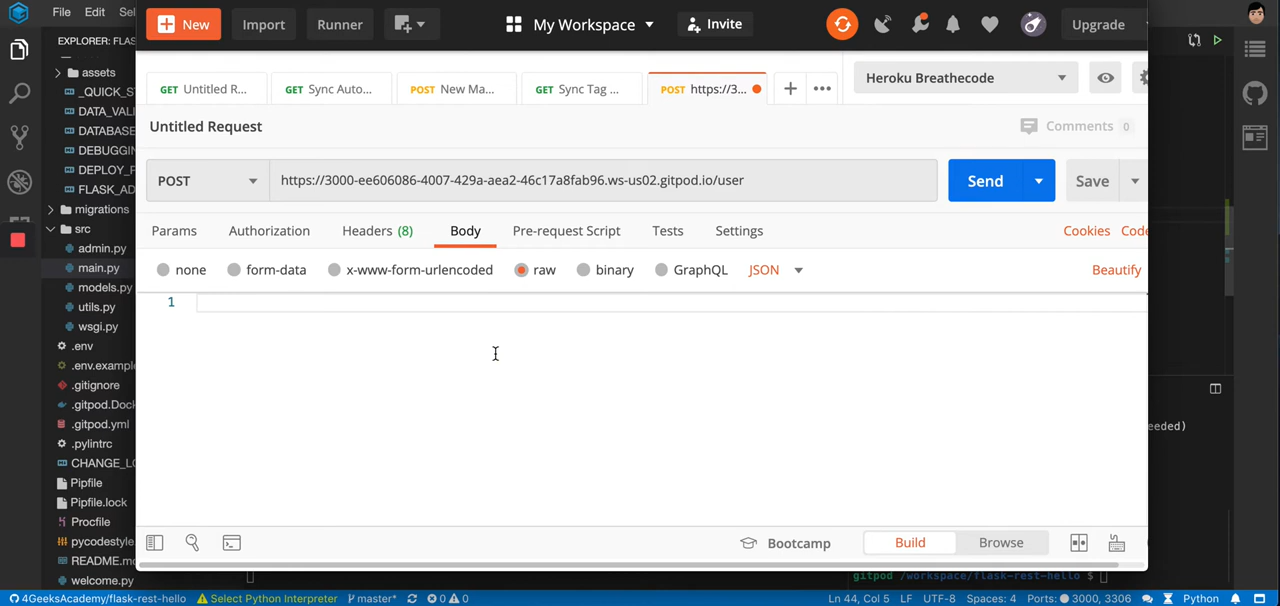 File Edit Sel
New Import Runner My Workspace Invite Upgrade
EXPLORER: FLAS
assets
_QUICK_S
DATA_VALI
DATABASE
DEBUGGIN
DEPLOY_P
FLASK_AD
migrations
src
admin.py
main.py
models.py
utils.py
wsgi.py
.env
.env.example
.gitignore
.gitpod.Dock
.gitpod.yml
.pylintrc
CHANGE_LO
Pipfile
Pipfile.lock
Procfile
pycodestyle.
README.md
welcome.py
GET Untitled R...
GET Sync Auto...
POST New Ma...
GET Sync Tag ...
POST https://3...
Heroku Breathecode
Untitled Request
Comments 0
POST https://3000-ee606086-4007-429a-aea2-46c17a8fab96.ws-us02.gitpod.io/user Send Save
Params Authorization Headers (8) Body Pre-request Script Tests Settings Cookies Code
none form-data x-www-form-urlencoded raw binary GraphQL JSON Beautify
1
eeded)
Bootcamp Build Browse
gitpod /workspace/flask-rest-hello $
4GeeksAcademy/flask-rest-hello Select Python Interpreter master* 0 0 Ln 44, Col 5 LF UTF-8 Spaces: 4 Ports: 3000, 3306 Python